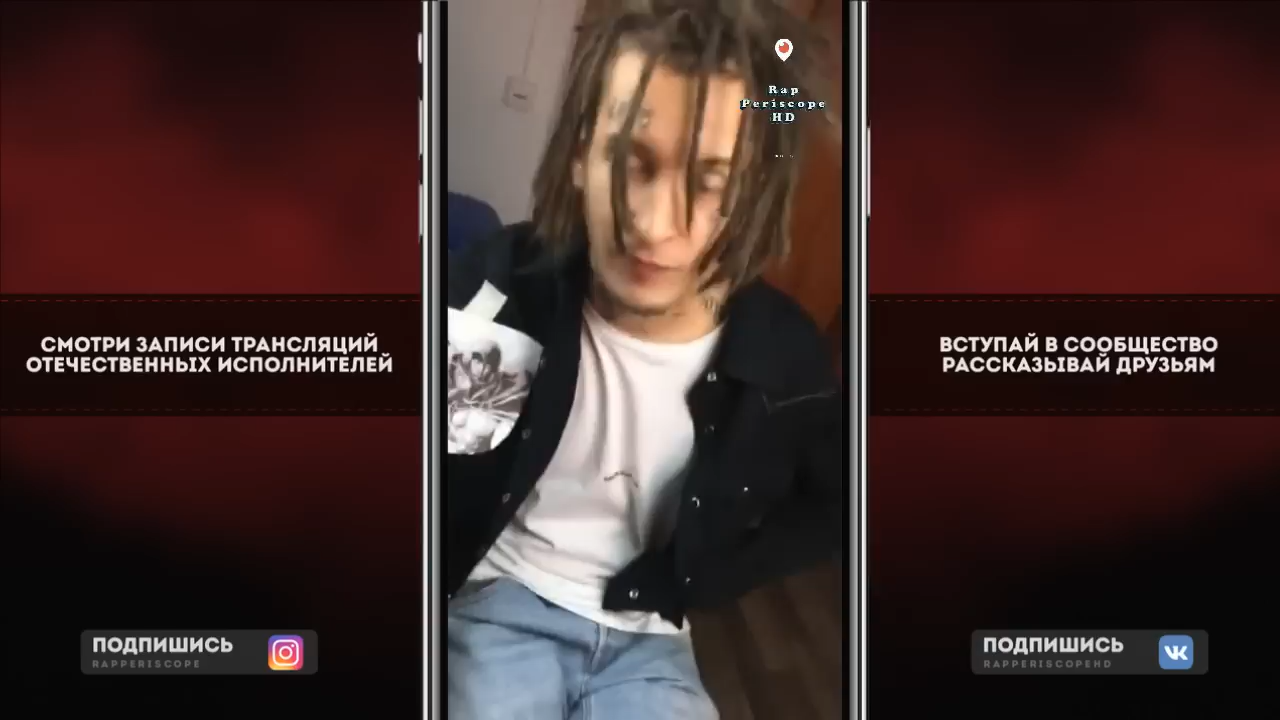 Rap
Periscope
HD
СМОТРИ ЗАПИСИ ТРАНСЛЯЦИЙ
ОТЕЧЕСТВЕННЫХ ИСПОЛНИТЕЛЕЙ
ВСТУПАЙ В СООБЩЕСТВО
РАССКАЗЫВАЙ ДРУЗЬЯМ
ПОДПИШИСЬ
RAPPERISCOPE
ПОДПИШИСЬ
RAPPERISCOPEHD